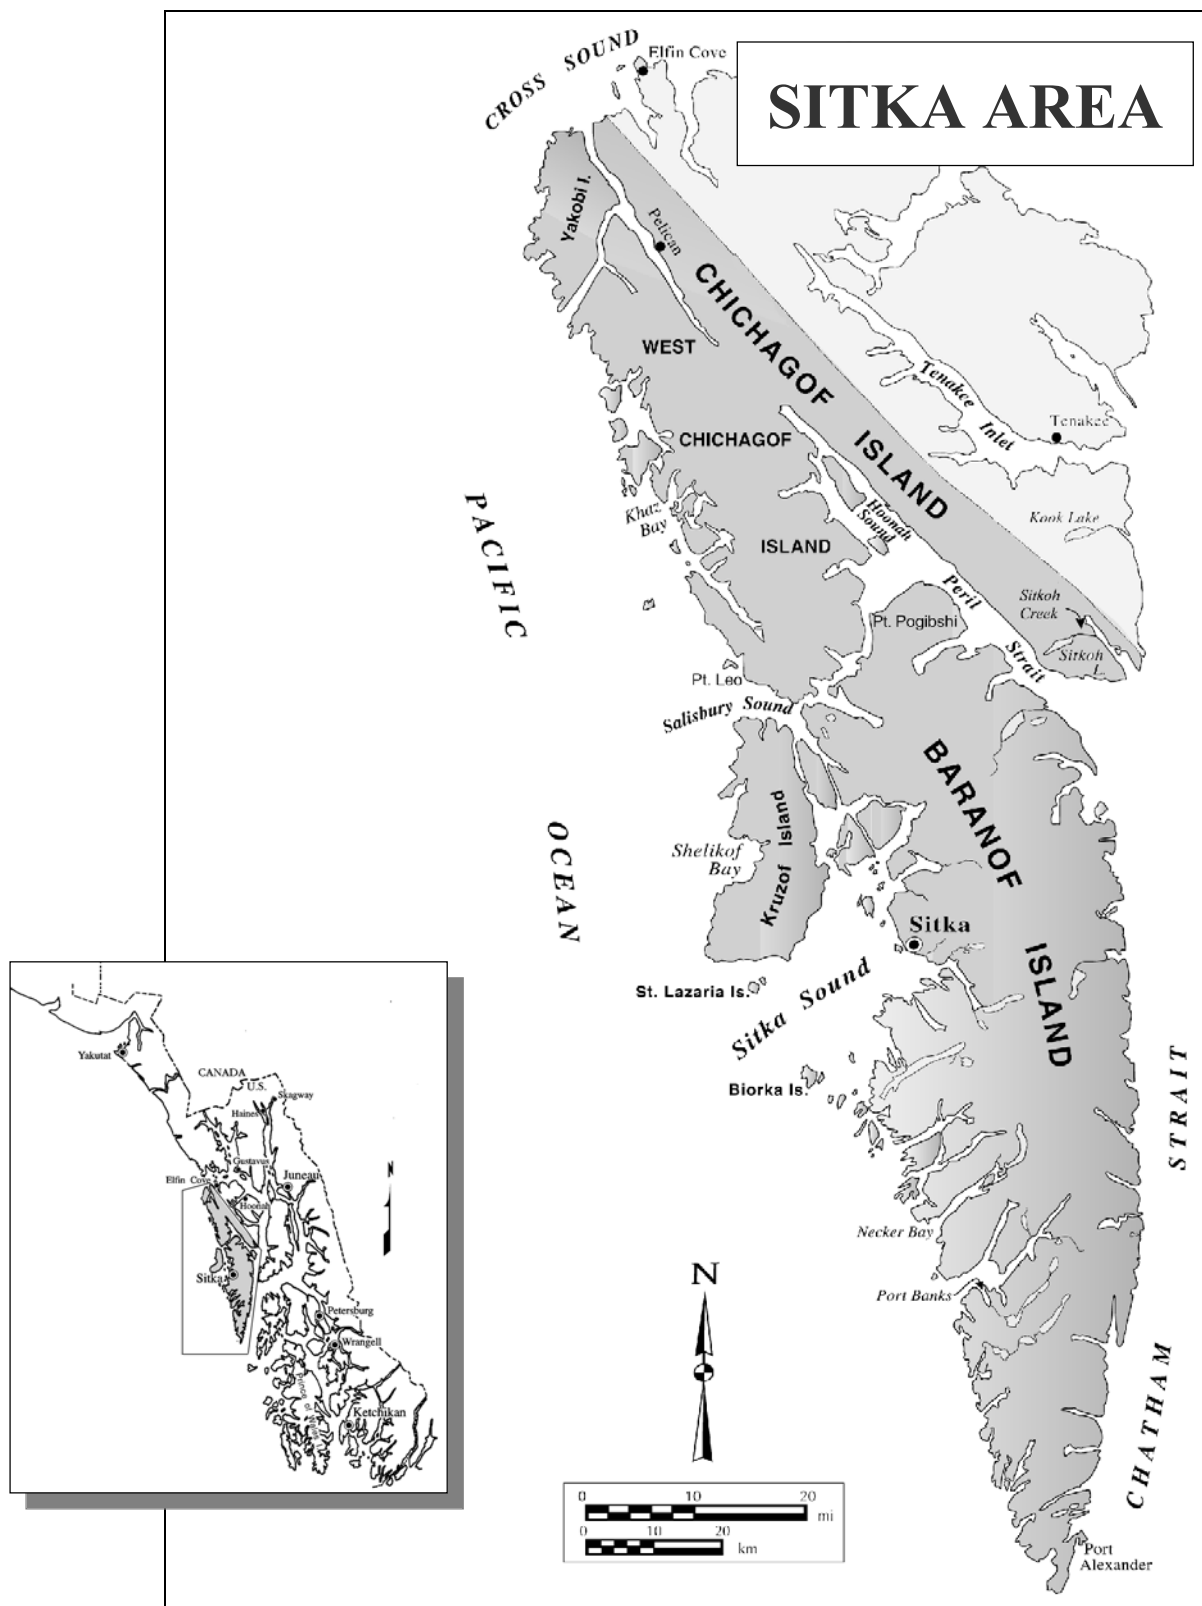 SITKA AREA
CROSS SOUND
Elfin Cove
Yakobi I.
Pelican
CHICHAGOF
ISLAND
WEST
CHICHAGOF
ISLAND
Tenakee
Inlet
Tenakee
Kook Lake
Khaz
Bay
Hoonah
Sound
Peril
Strait
Pt. Pogibshi
Sitkoh
Creek
Sitkoh
L.
PACIFIC
OCEAN
Pt. Leo
Salisbury Sound
BARANOF
ISLAND
Kruzof Island
Shelikof
Bay
Sitka
St. Lazaria Is.
Sitka Sound
Biorka Is.
Necker Bay
Port Banks
CHATHAM
STRAIT
Port
Alexander
N
0 10 20
mi
0 10 20
km
Yakutat
CANADA
U.S.
Skagway
Haines
Gustavus
Elfin Cove
Juneau
Hoonah
N
Sitka
Petersburg
Wrangell
Prince of Wales
Ketchikan